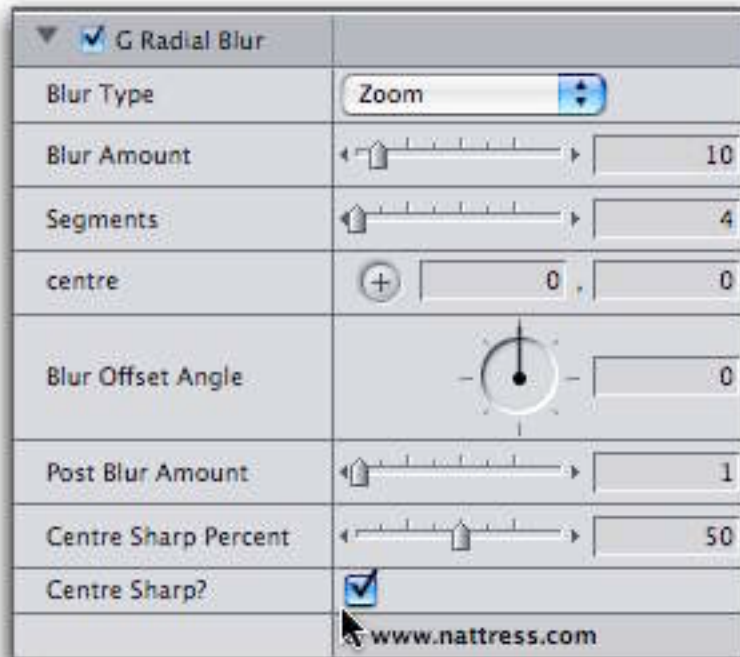 G Radial Blur
Blur Type Zoom
Blur Amount 10
Segments 4
centre 0 , 0
Blur Offset Angle 0
Post Blur Amount 1
Centre Sharp Percent 50
Centre Sharp?
www.nattress.com